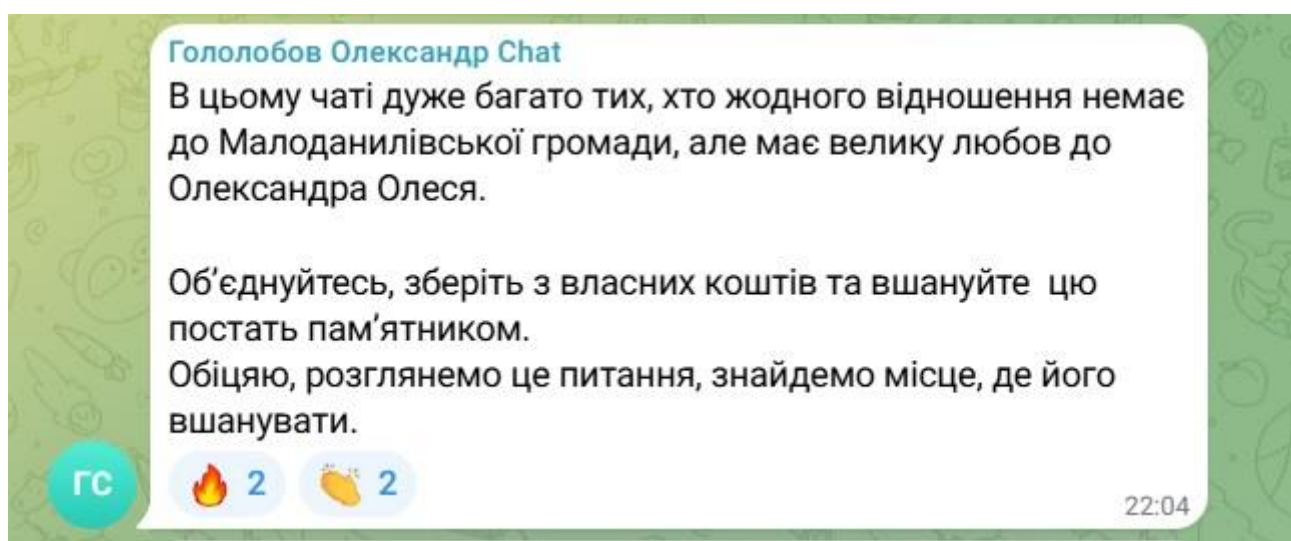 Гололобов Олександр Chat
В цьому чаті дуже багато тих, хто жодного відношення немає
до Малоданилівської громади, але має велику любов до
Олександра Олеся.
Об’єднуйтесь, зберіть з власних коштів та вшануйте  цю
постать пам’ятником.
Обіцяю, розглянемо це питання, знайдемо місце, де його
вшанувати.
ГС
🔥 2 👏 2
22:04